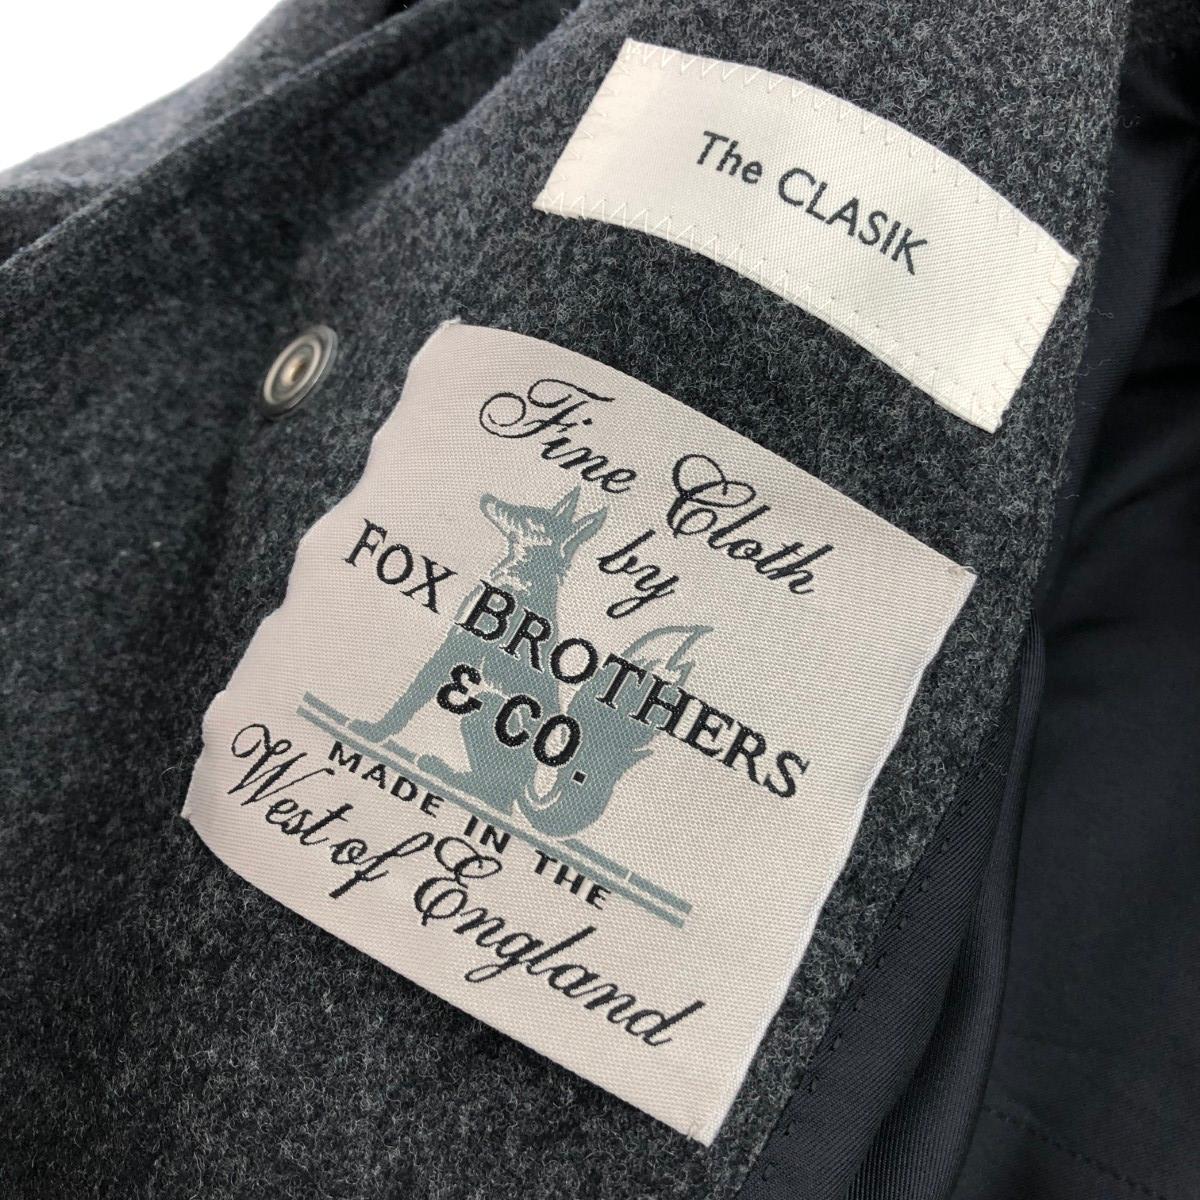 The CLASIK
Fine Cloth
by
FOX BROTHERS
& CO.
MADE IN THE
West of England